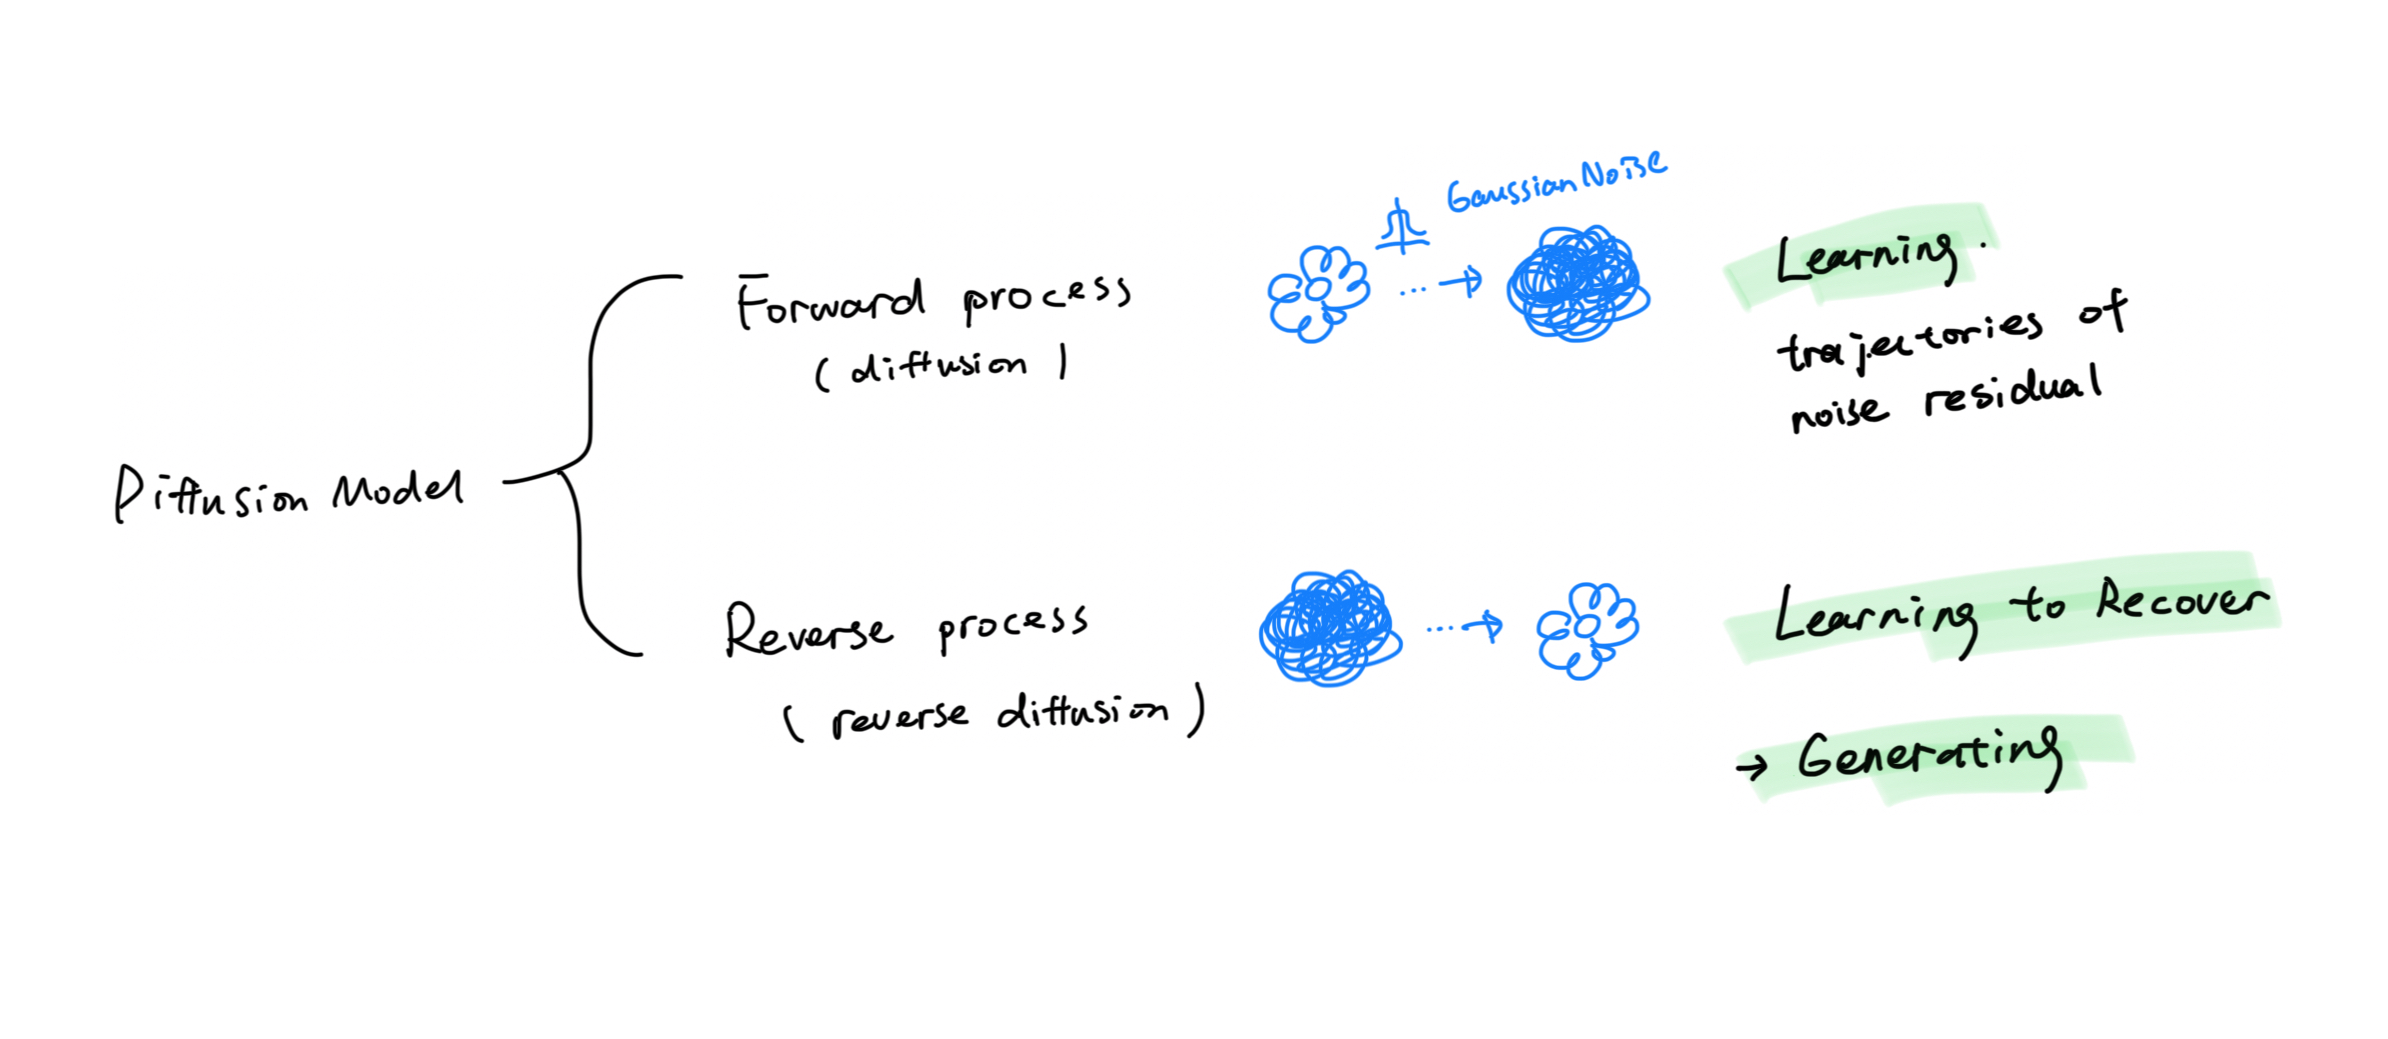 Gaussian Noise
Learning.
Forward process
trajectories of
( diffusion )
noise residual
Diffusion Model
Learning to Recover
Reverse process
( reverse diffusion )
→ Generating